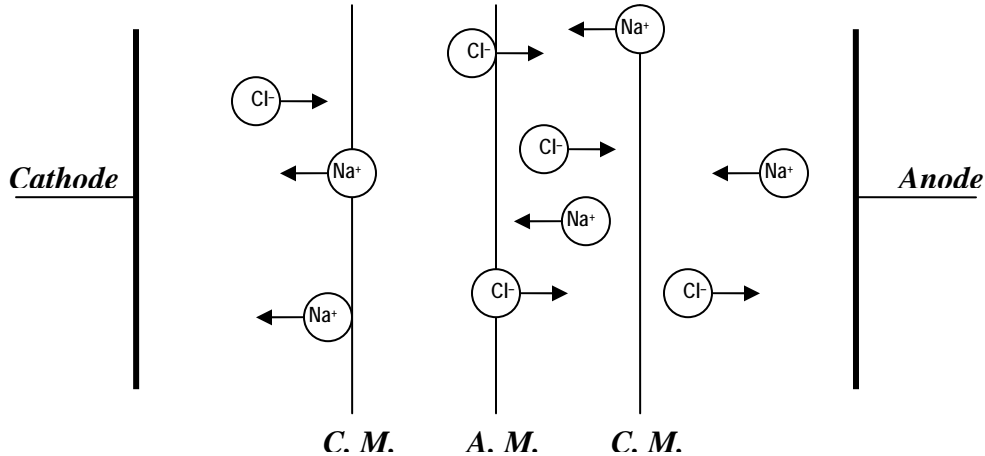 Cl⁻
Na⁺
Cl⁻
Cl⁻
Cathode
Na⁺
Na⁺
Anode
Na⁺
Cl⁻
Cl⁻
Na⁺
C. M.
A. M.
C. M.